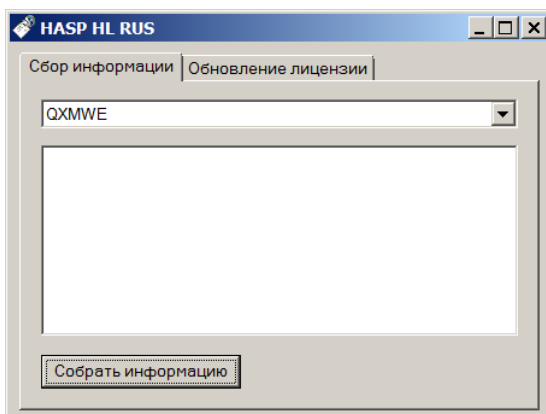 HASP HL RUS
Сбор информации
Обновление лицензии
QXMWE
Собрать информацию